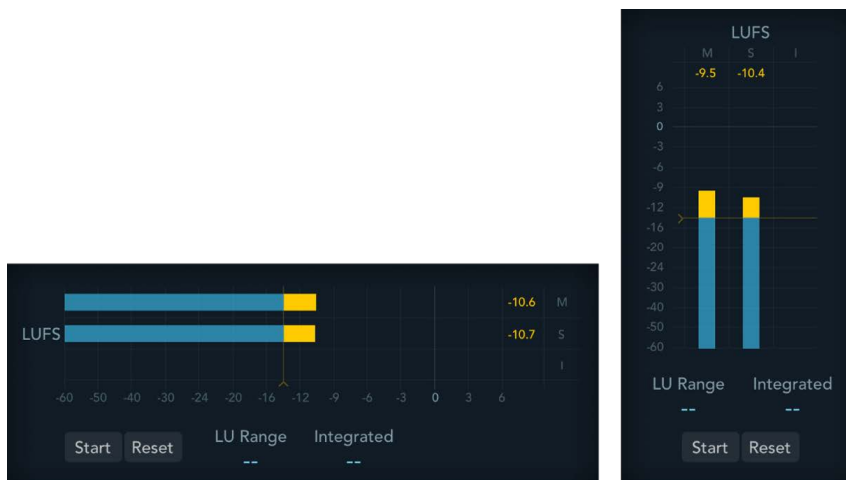 -10.6 M
LUFS -10.7 S
I
-60 -50 -40 -30 -24 -20 -16 -12 -9 -6 -3 0 3 6
LU Range Integrated
Start Reset
-- --
LUFS
M S I
-9.5 -10.4
6
3
0
-3
-6
-9
-12
-16
-20
-24
-30
-40
-50
-60
LU Range Integrated
-- --
Start Reset